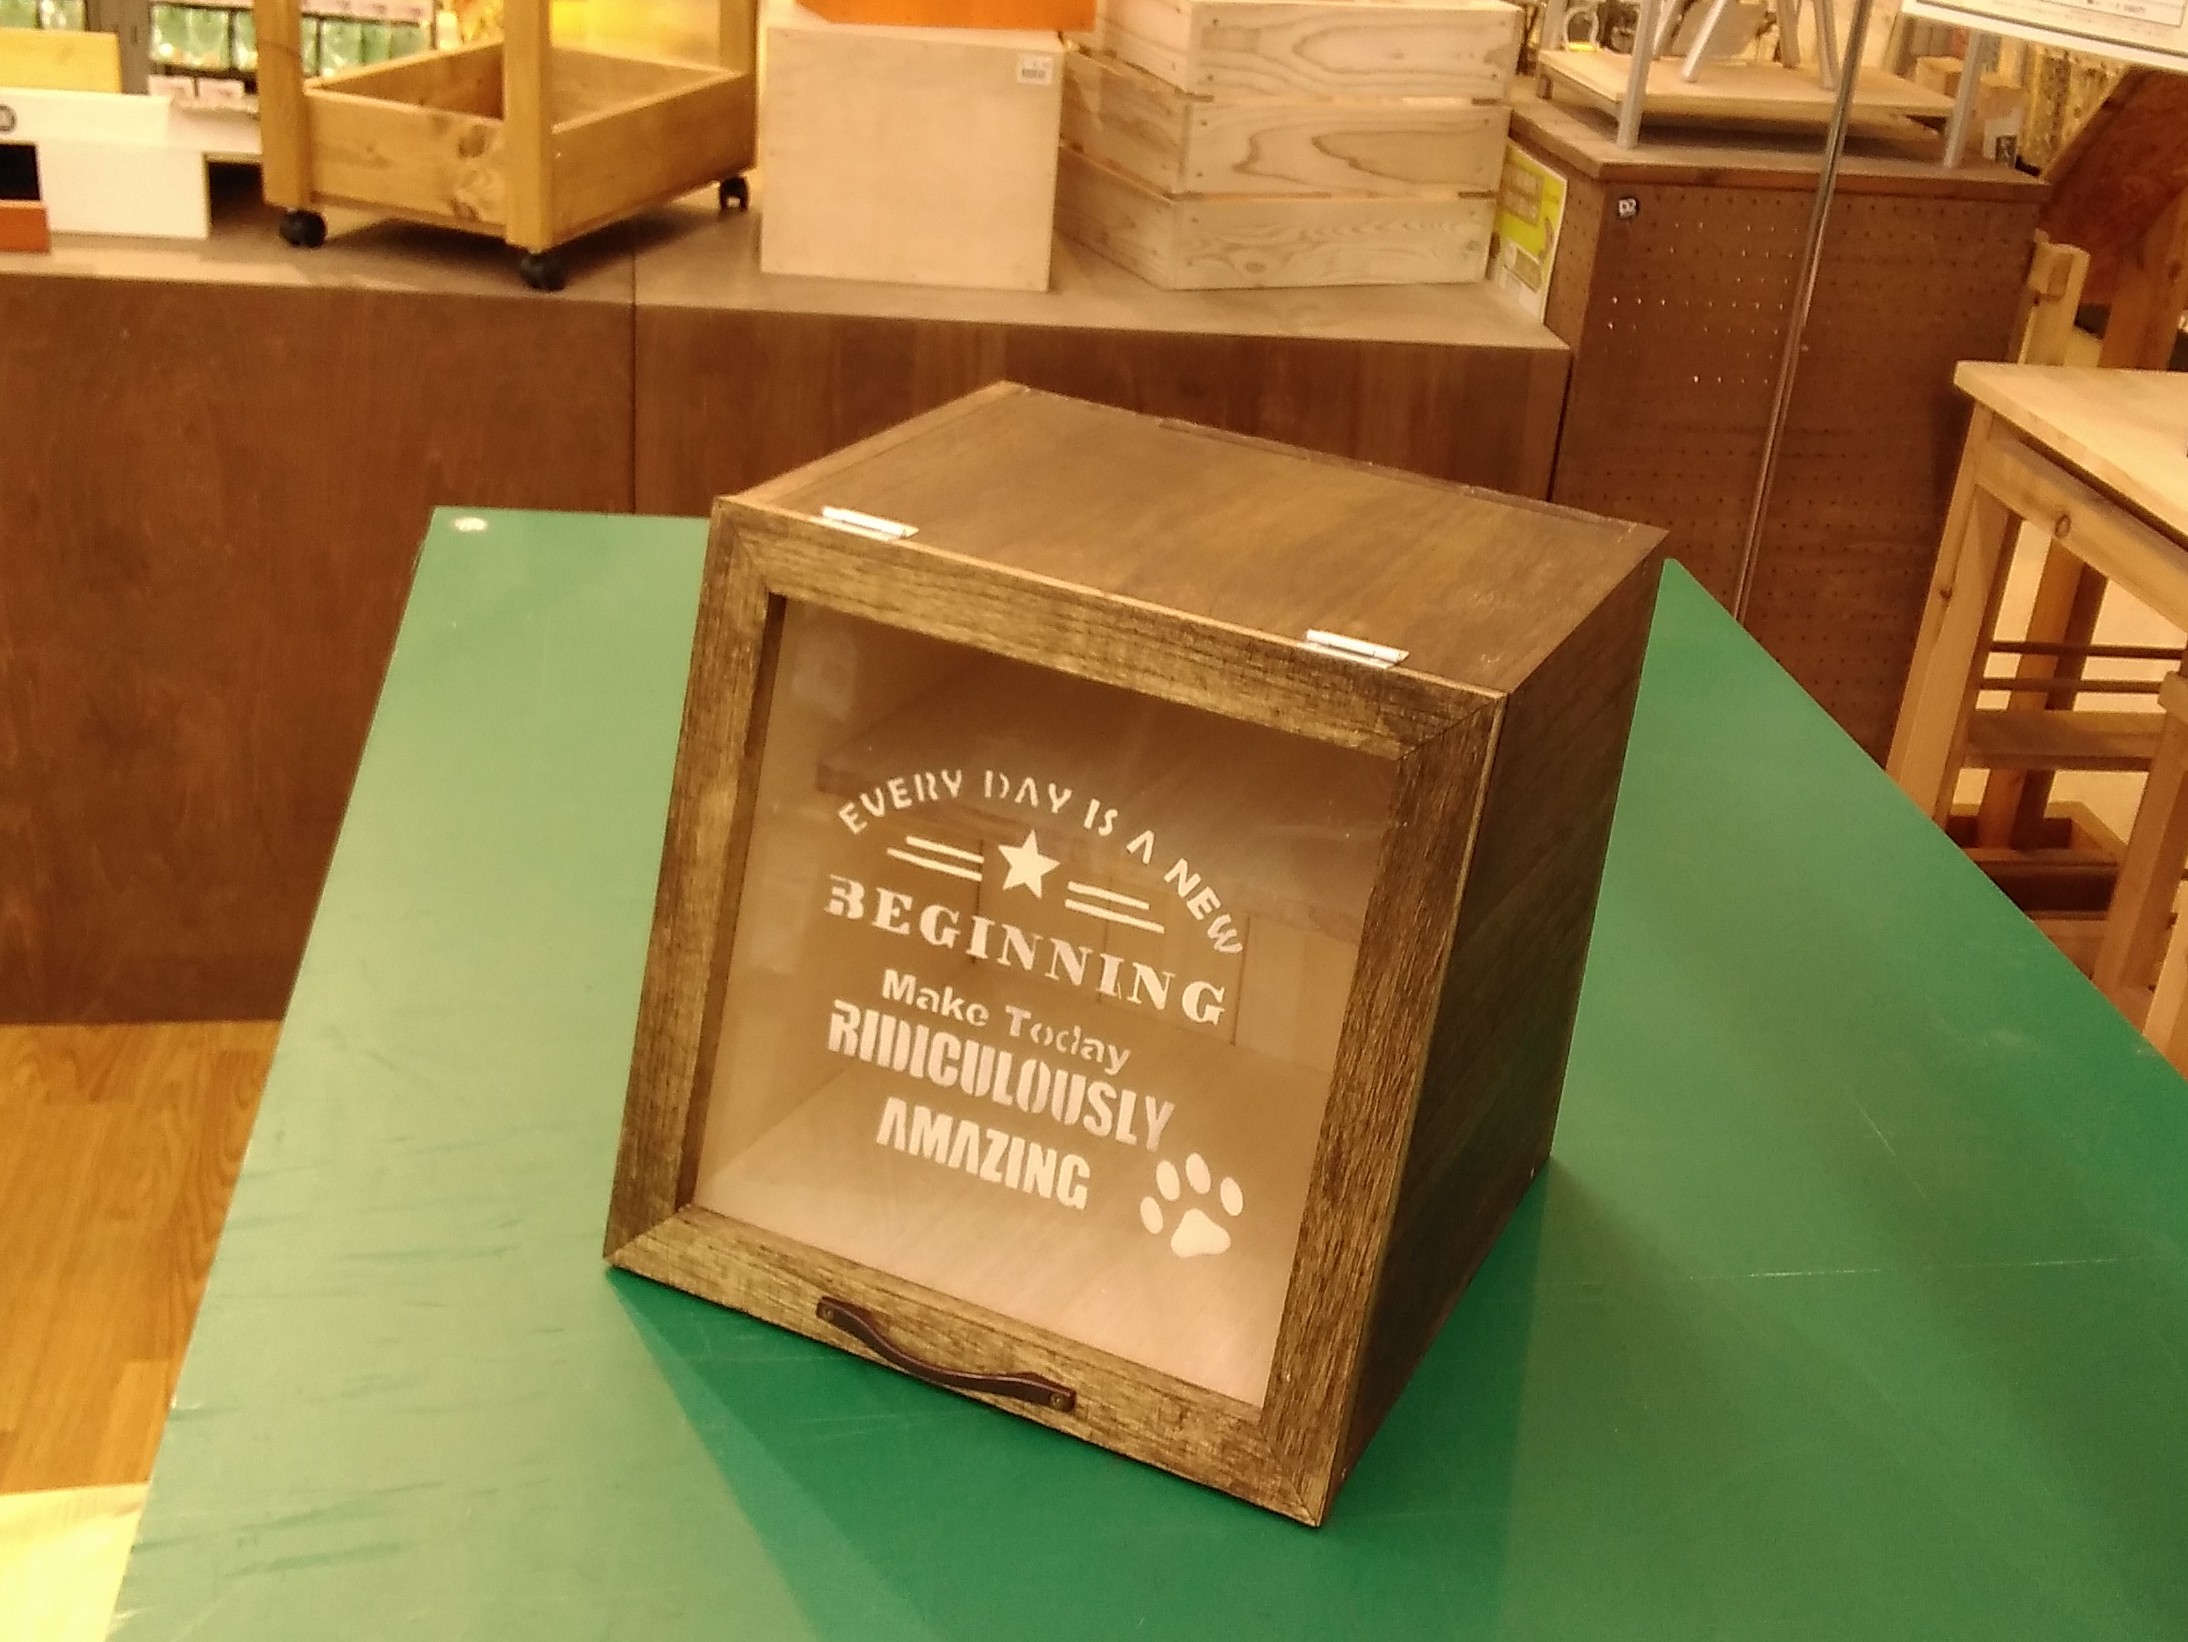 EVERY DAY IS A NEW
BEGINNING
Make Today
RIDICULOUSLY
AMAZING